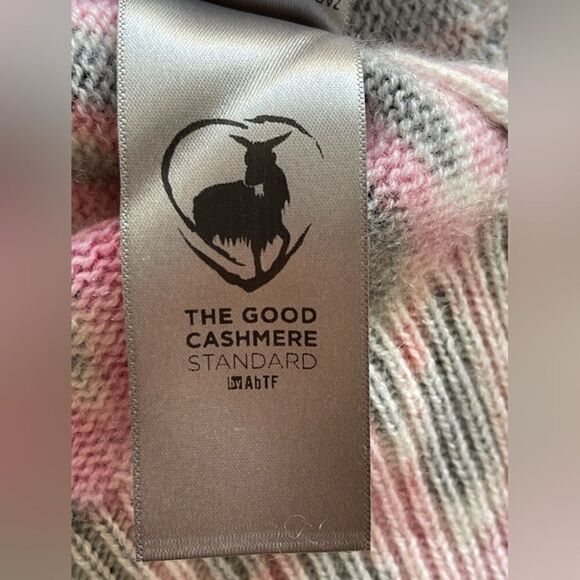 THE GOOD
CASHMERE
STANDARD
by AbTF